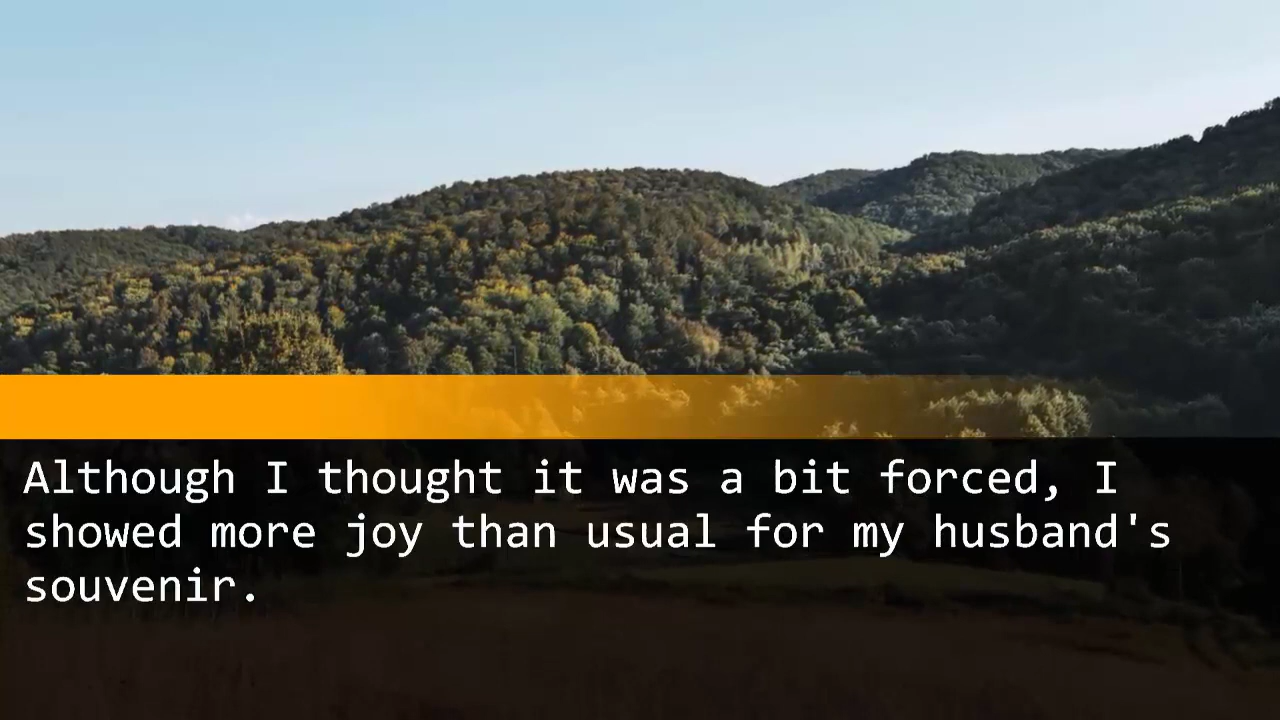 Although I thought it was a bit forced, I
showed more joy than usual for my husband's
souvenir.